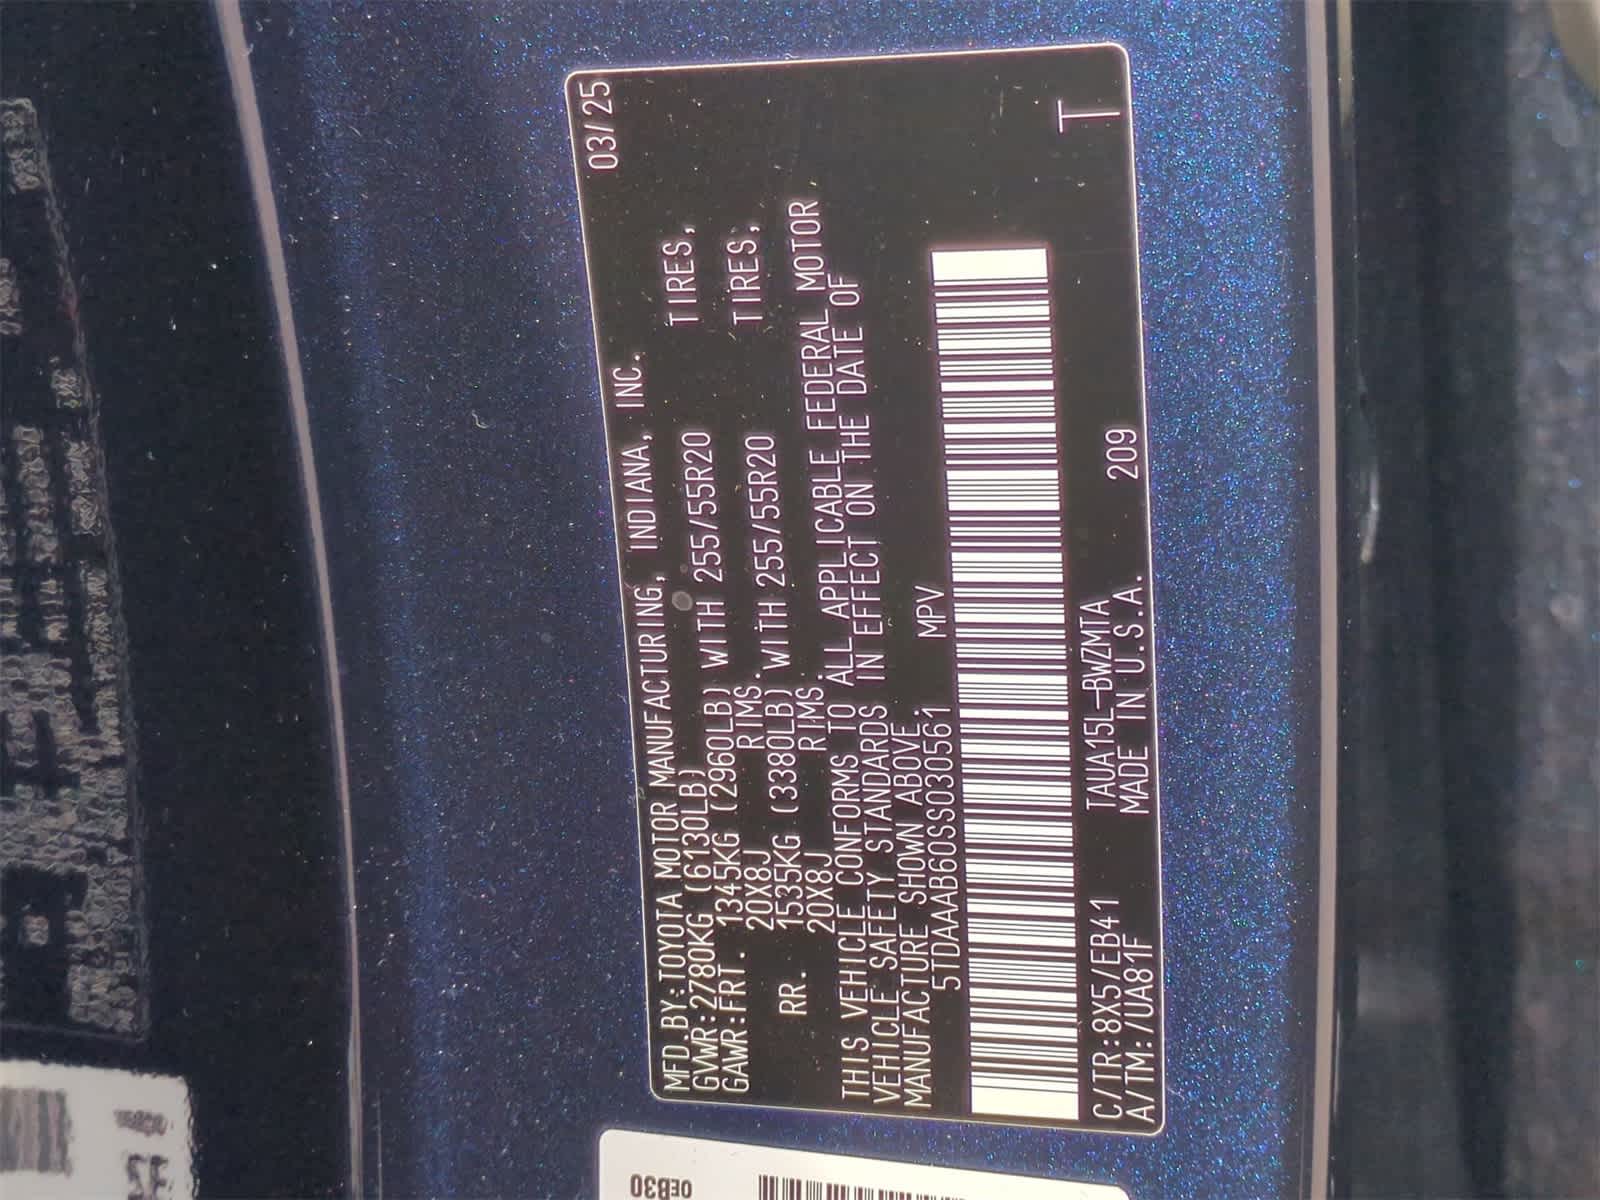 MFD.BY:TOYOTA MOTOR MANUFACTURING, INDIANA, INC. 03/25
GVWR:2780KG (6130LB)
GAWR:FRT. 1345KG (2960LB) WITH 255/55R20 TIRES,
20X8J RIMS.
RR. 1535KG (3380LB) WITH 255/55R20 TIRES,
20X8J RIMS.
THIS VEHICLE CONFORMS TO ALL APPLICABLE FEDERAL MOTOR
VEHICLE SAFETY STANDARDS IN EFFECT ON THE DATE OF
MANUFACTURE SHOWN ABOVE.
5TDAAAB60SS030561 MPV
C/TR:8X5/EB41 TAUA15L-BWZMTA 209
A/TM:/UA81F MADE IN U.S.A. T
0EB30